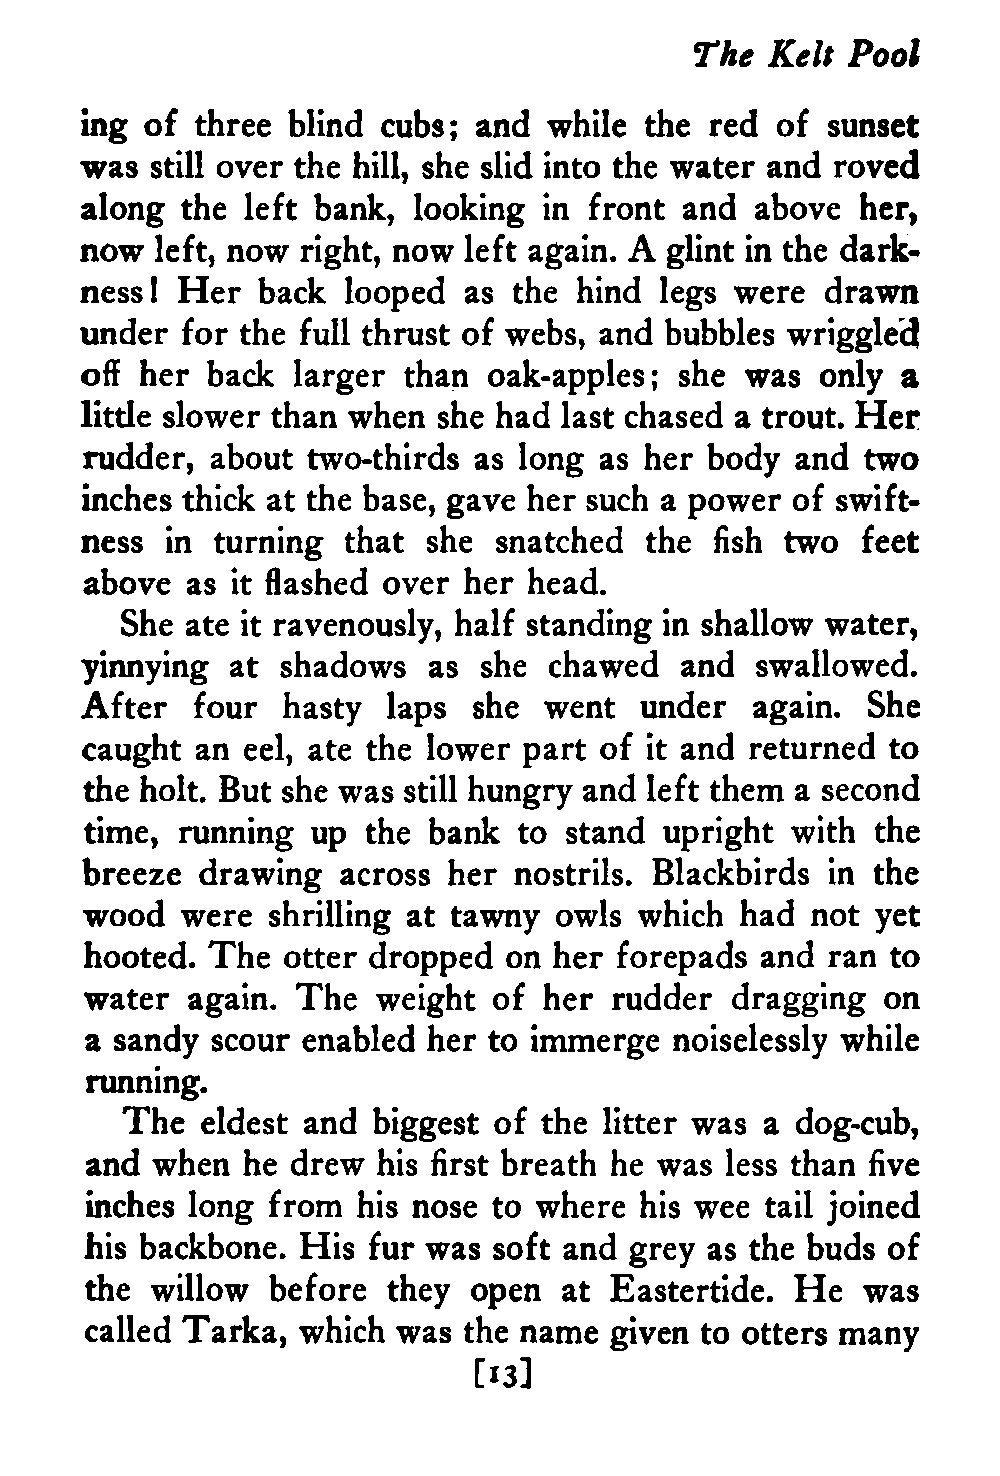 The Kelt Pool
ing of three blind cubs; and while the red of sunset
was still over the hill, she slid into the water and roved
along the left bank, looking in front and above her,
now left, now right, now left again. A glint in the dark-
ness! Her back looped as the hind legs were drawn
under for the full thrust of webs, and bubbles wriggled
off her back larger than oak-apples; she was only a
little slower than when she had last chased a trout. Her
rudder, about two-thirds as long as her body and two
inches thick at the base, gave her such a power of swift-
ness in turning that she snatched the fish two feet
above as it flashed over her head.
She ate it ravenously, half standing in shallow water,
yinnying at shadows as she chawed and swallowed.
After four hasty laps she went under again. She
caught an eel, ate the lower part of it and returned to
the holt. But she was still hungry and left them a second
time, running up the bank to stand upright with the
breeze drawing across her nostrils. Blackbirds in the
wood were shrilling at tawny owls which had not yet
hooted. The otter dropped on her forepads and ran to
water again. The weight of her rudder dragging on
a sandy scour enabled her to immerge noiselessly while
running.
The eldest and biggest of the litter was a dog-cub,
and when he drew his first breath he was less than five
inches long from his nose to where his wee tail joined
his backbone. His fur was soft and grey as the buds of
the willow before they open at Eastertide. He was
called Tarka, which was the name given to otters many
[13]